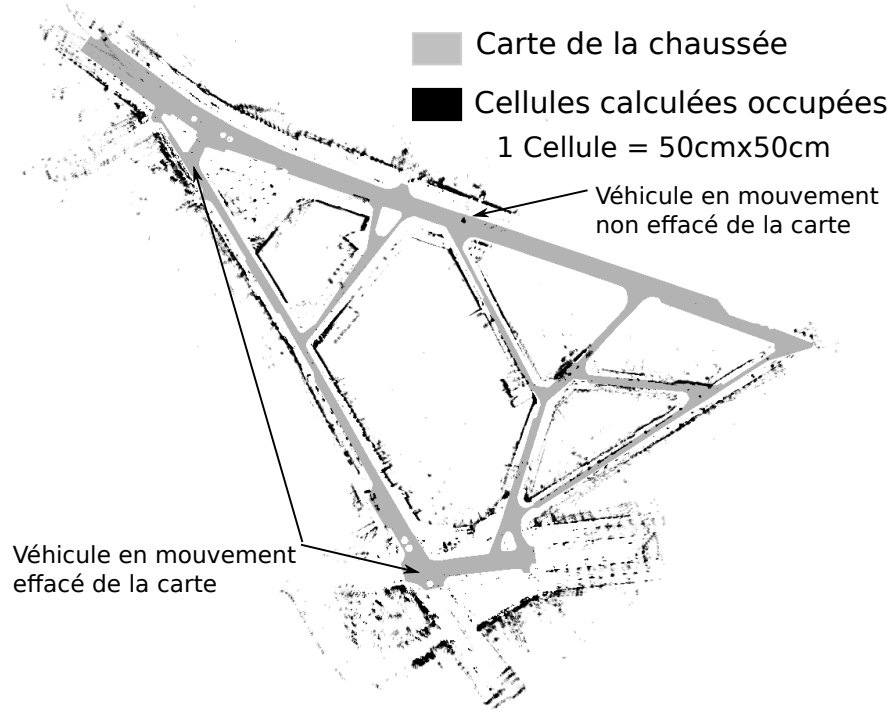 Carte de la chaussée
Cellules calculées occupées
1 Cellule = 50cmx50cm
Véhicule en mouvement
non effacé de la carte
Véhicule en mouvement
effacé de la carte